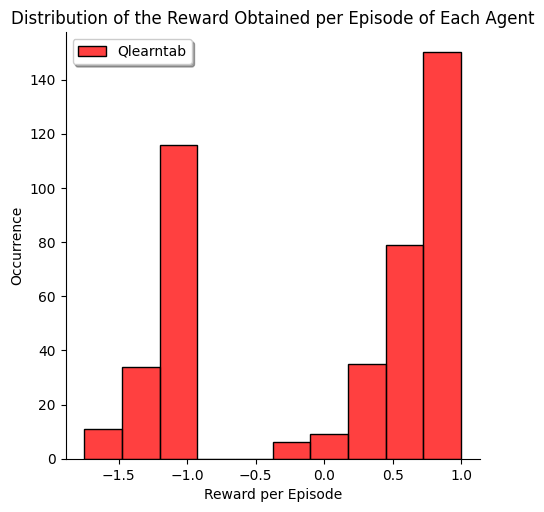 Distribution of the Reward Obtained per Episode of Each Agent
Qlearntab
140
120
100
80
60
40
20
0
Occurrence
−1.5 −1.0 −0.5 0.0 0.5 1.0
Reward per Episode